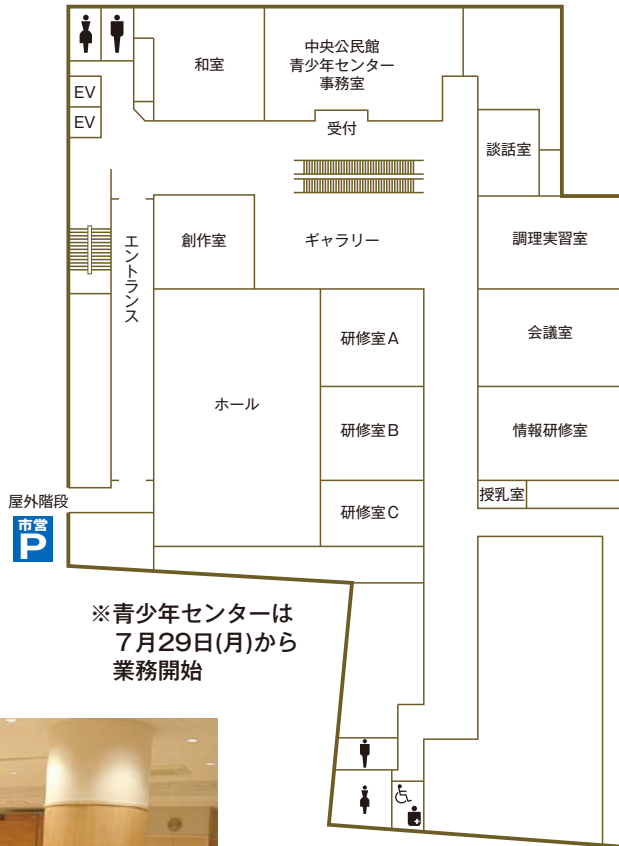 和室
中央公民館
青少年センター
事務室
EV
EV
受付
談話室
エントランス
創作室
ギャラリー
調理実習室
研修室A
会議室
ホール
研修室B
情報研修室
授乳室
研修室C
屋外階段
市営
P
※青少年センターは
7月29日(月)から
業務開始